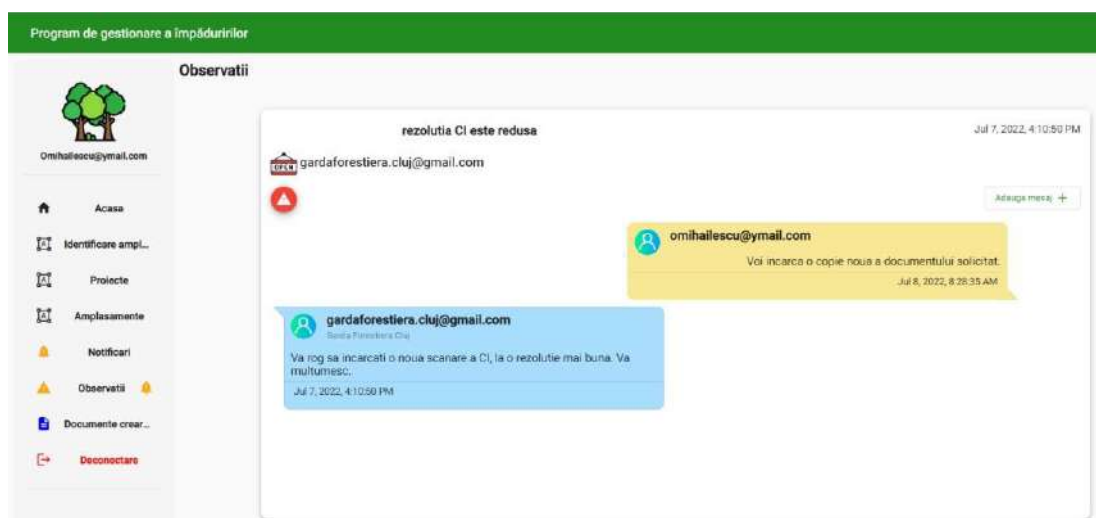 Program de gestionare a împăduririlor
Observatii
Omihailescu@ymail.com
Acasa
Identificare ampl...
Proiecte
Amplasamente
Notificari
Observatii
Documente crear...
Deconectare
rezolutia CI este redusa
Jul 7, 2022, 4:10:50 PM
OPEN
gardaforestiera.cluj@gmail.com
Adauga mesaj +
omihailescu@ymail.com
Voi incarca o copie noua a documentului solicitat.
Jul 8, 2022, 8:28:35 AM
gardaforestiera.cluj@gmail.com
Garda Forestiera Cluj
Va rog sa incarcati o noua scanare a CI, la o rezolutie mai buna. Va
multumesc.
Jul 7, 2022, 4:10:50 PM